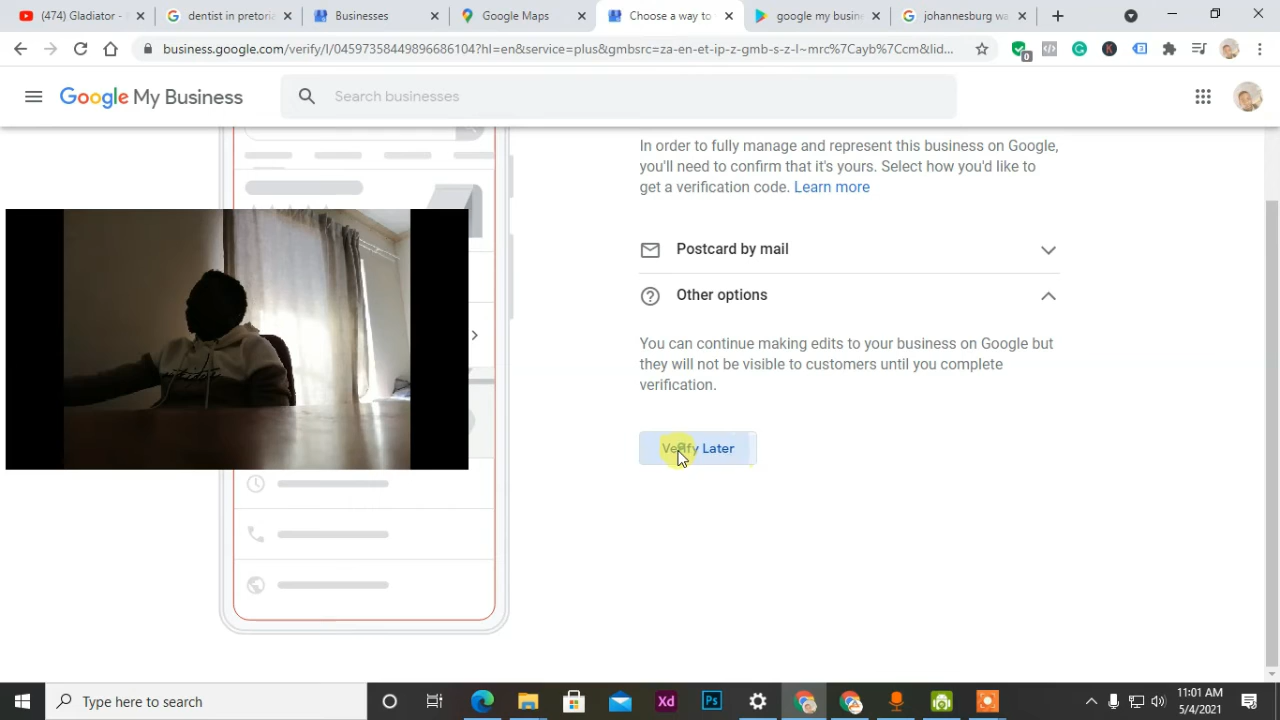 (474) Gladiator -
dentist in pretoria
Businesses
Google Maps
Choose a way to
google my busine
johannesburg wa
business.google.com/verify/l/04597358449896686104?hl=en&service=plus&gmbsrc=za-en-et-ip-z-gmb-s-z-l~mrc%7Cayb%7Ccm&lid...
0
Google My Business
Search businesses
In order to fully manage and represent this business on Google,
you'll need to confirm that it's yours. Select how you'd like to
get a verification code. Learn more
Postcard by mail
Other options
You can continue making edits to your business on Google but
they will not be visible to customers until you complete
verification.
Verify Later
Type here to search
Xd
Ps
11:01 AM
5/4/2021